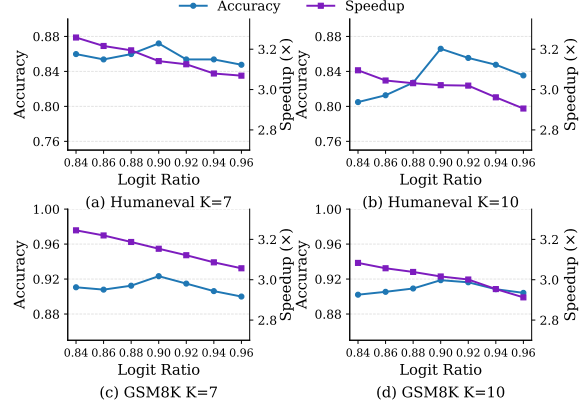 Accuracy Speedup
0.88 0.84 0.80 0.76
Accuracy
3.2 3.0 2.8
Speedup (×)
0.84 0.86 0.88 0.90 0.92 0.94 0.96
Logit Ratio
(a) Humaneval K=7
0.88 0.84 0.80 0.76
Accuracy
3.2 3.0 2.8
Speedup (×)
0.84 0.86 0.88 0.90 0.92 0.94 0.96
Logit Ratio
(b) Humaneval K=10
1.00 0.96 0.92 0.88
Accuracy
3.2 3.0 2.8
Speedup (×)
0.84 0.86 0.88 0.90 0.92 0.94 0.96
Logit Ratio
(c) GSM8K K=7
1.00 0.96 0.92 0.88
Accuracy
3.2 3.0 2.8
Speedup (×)
0.84 0.86 0.88 0.90 0.92 0.94 0.96
Logit Ratio
(d) GSM8K K=10